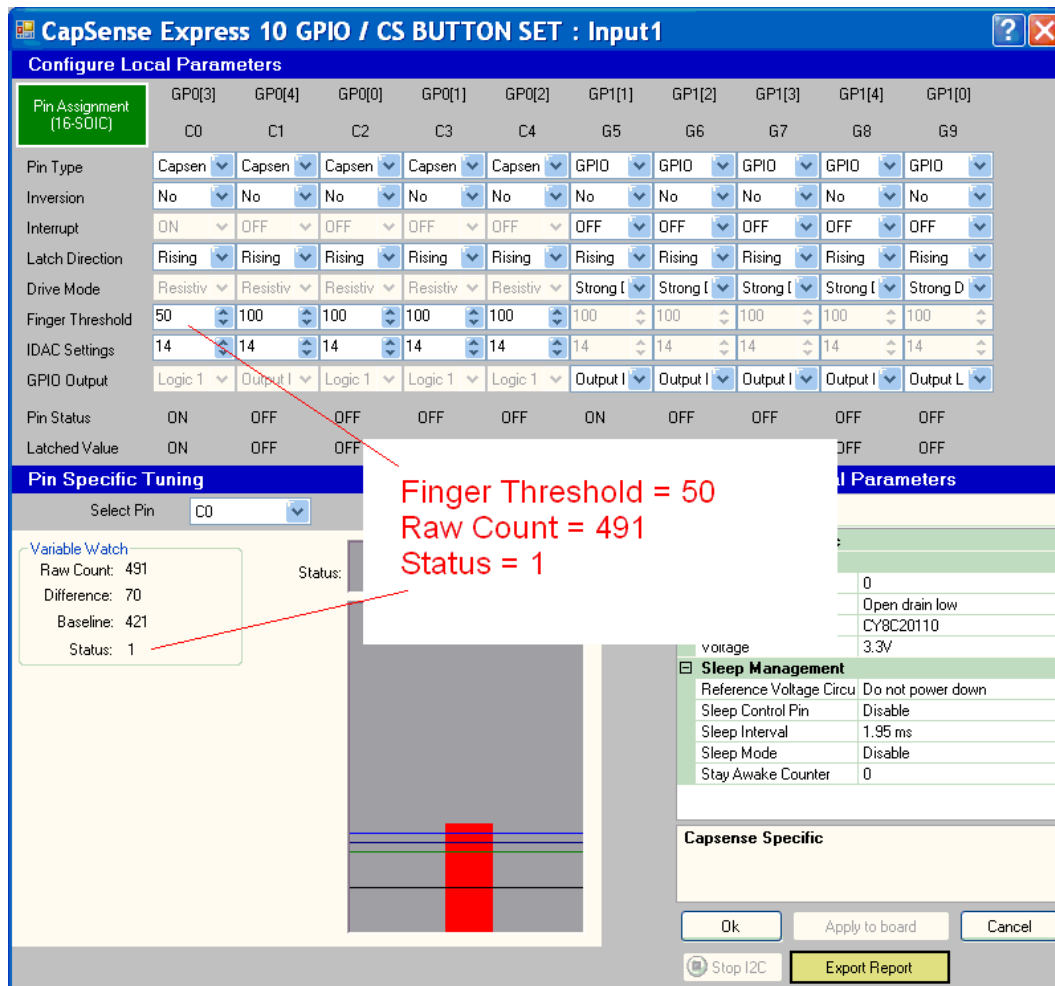 CapSense Express 10 GPIO / CS BUTTON SET : Input1
Configure Local Parameters
Pin Assignment
(16-SOIC)
GP0[3] GP0[4] GP0[0] GP0[1] GP0[2] GP1[1] GP1[2] GP1[3] GP1[4] GP1[0]
C0 C1 C2 C3 C4 G5 G6 G7 G8 G9
Pin Type Capsen Capsen Capsen Capsen Capsen GPIO GPIO GPIO GPIO GPIO
Inversion No No No No No No No No No No
Interrupt ON OFF OFF OFF OFF OFF OFF OFF OFF OFF
Latch Direction Rising Rising Rising Rising Rising Rising Rising Rising Rising Rising
Drive Mode Resistiv Resistiv Resistiv Resistiv Resistiv Strong [ Strong [ Strong [ Strong [ Strong D
Finger Threshold 50 100 100 100 100 100 100 100 100 100
IDAC Settings 14 14 14 14 14 14 14 14 14 14
GPIO Output Logic 1 Output l Logic 1 Logic 1 Logic 1 Output l Output l Output l Output l Output L
Pin Status ON OFF OFF OFF OFF ON OFF OFF OFF OFF
Latched Value ON OFF OFF OFF OFF
Pin Specific Tuning
al Parameters
Select Pin C0
Finger Threshold = 50
Raw Count = 491
Status = 1
Variable Watch
Raw Count: 491
Difference: 70
Baseline: 421
Status: 1
Status:
0
Open drain low
CY8C20110
Voltage 3.3V
Sleep Management
Reference Voltage Circu Do not power down
Sleep Control Pin Disable
Sleep Interval 1.95 ms
Sleep Mode Disable
Stay Awake Counter 0
Capsense Specific
Ok Apply to board Cancel
Stop I2C Export Report